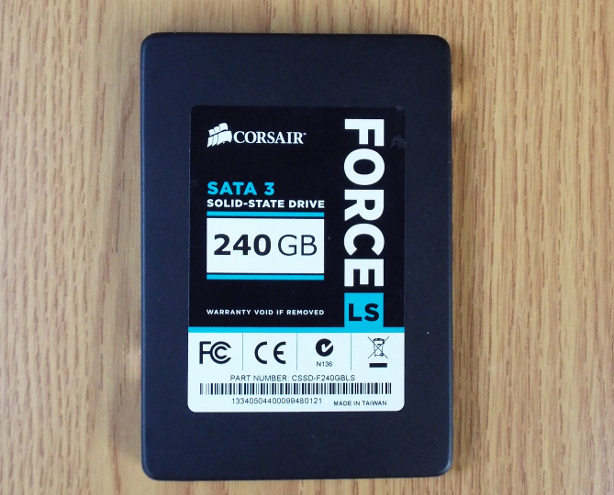 CORSAIR
FORCE
LS
SATA 3
SOLID-STATE DRIVE
240 GB
WARRANTY VOID IF REMOVED
FC CE N136
PART NUMBER: CSSD-F240GBLS
13340504400099480121 MADE IN TAIWAN